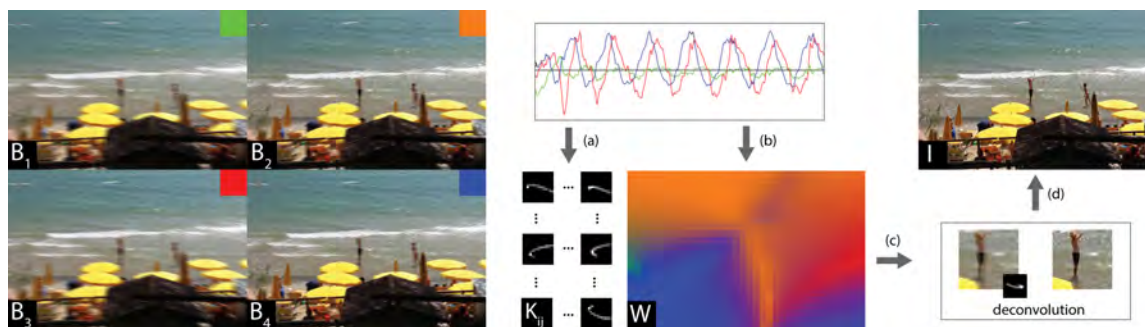 B1
B2
B3
B4
(a)
(b)
...
...
...
Kij
W
(c)
I
(d)
deconvolution